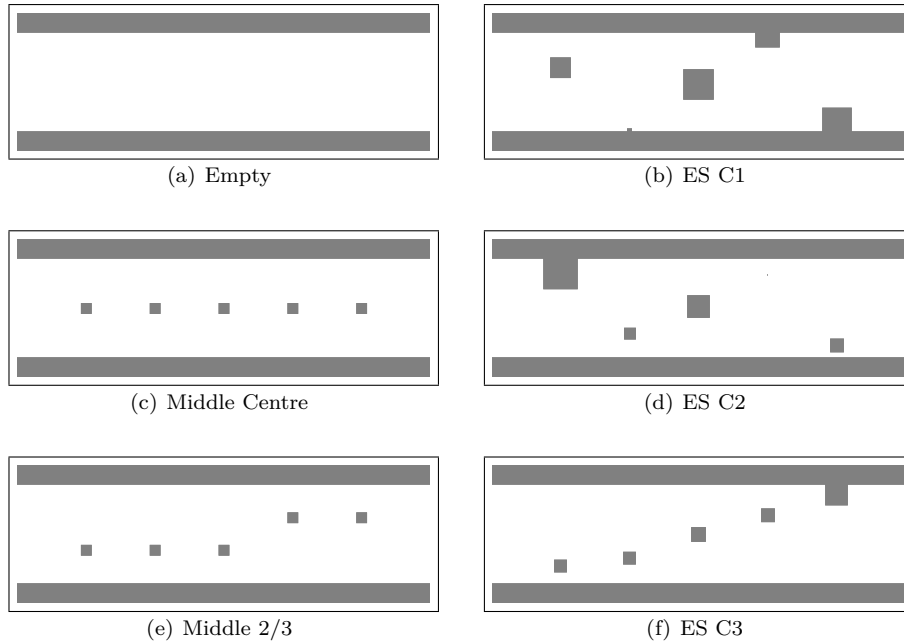 (a) Empty
(b) ES C1
(c) Middle Centre
(d) ES C2
(e) Middle 2/3
(f) ES C3